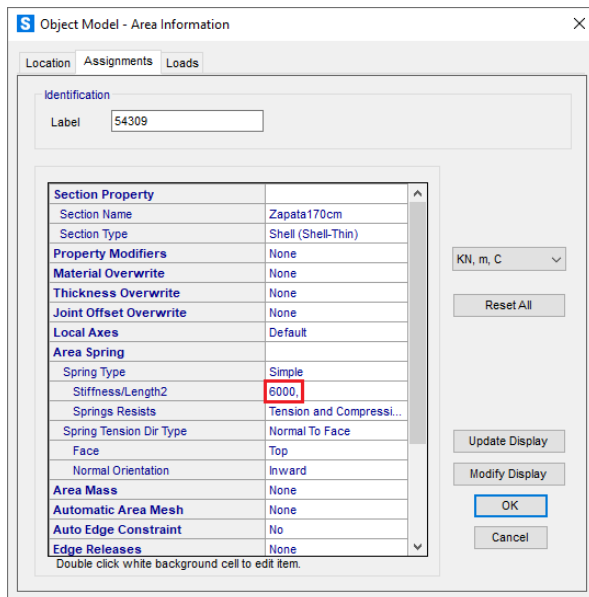 S Object Model - Area Information
Location Assignments Loads
Identification
Label 54309
Section Property
Section Name Zapata170cm
Section Type Shell (Shell-Thin)
Property Modifiers None
Material Overwrite None
Thickness Overwrite None
Joint Offset Overwrite None
Local Axes Default
Area Spring
Spring Type Simple
Stiffness/Length2 6000,
Springs Resists Tension and Compressi...
Spring Tension Dir Type Normal To Face
Face Top
Normal Orientation Inward
Area Mass None
Automatic Area Mesh None
Auto Edge Constraint No
Edge Releases None
Double click white background cell to edit item.
KN, m, C
Reset All
Update Display
Modify Display
OK
Cancel